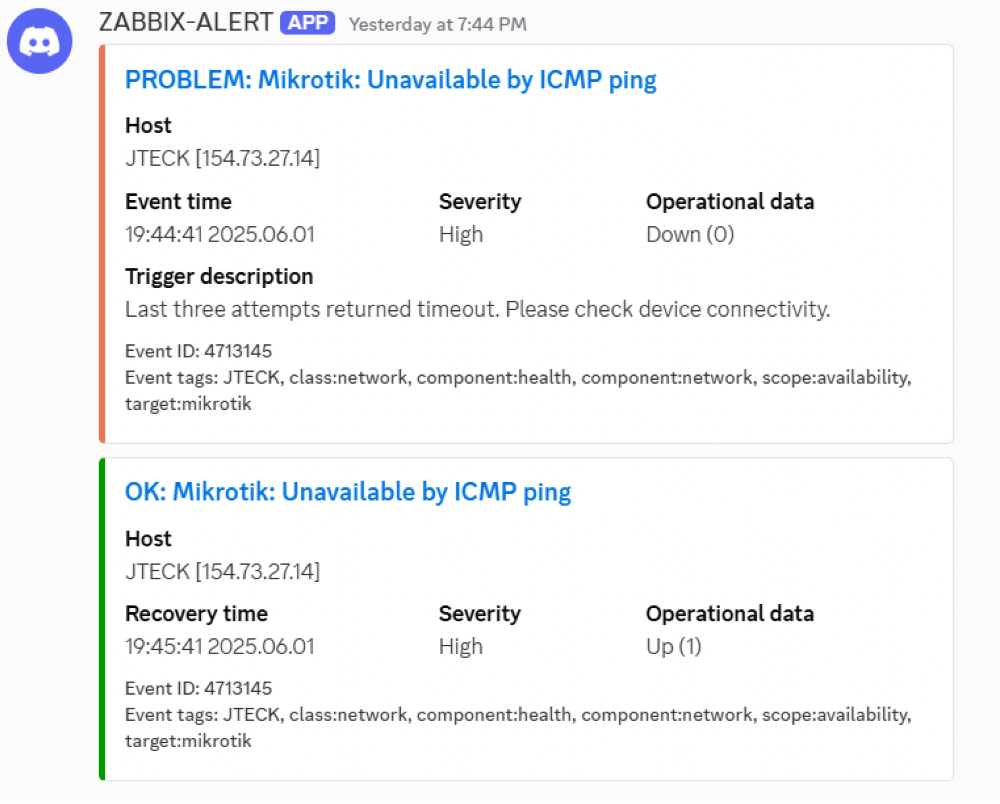 ZABBIX-ALERT APP Yesterday at 7:44 PM
PROBLEM: Mikrotik: Unavailable by ICMP ping
Host
JTECK [154.73.27.14]
Event time Severity Operational data
19:44:41 2025.06.01 High Down (0)
Trigger description
Last three attempts returned timeout. Please check device connectivity.
Event ID: 4713145
Event tags: JTECK, class:network, component:health, component:network, scope:availability,
target:mikrotik
OK: Mikrotik: Unavailable by ICMP ping
Host
JTECK [154.73.27.14]
Recovery time Severity Operational data
19:45:41 2025.06.01 High Up (1)
Event ID: 4713145
Event tags: JTECK, class:network, component:health, component:network, scope:availability,
target:mikrotik